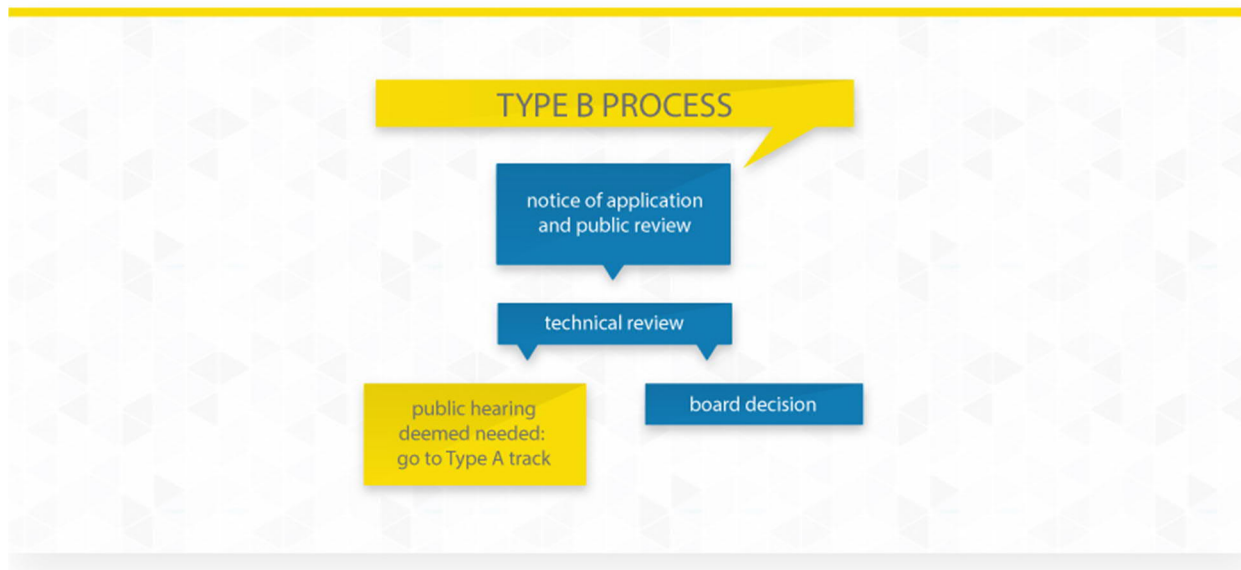 TYPE B PROCESS
notice of application
and public review
technical review
public hearing
deemed needed:
go to Type A track
board decision